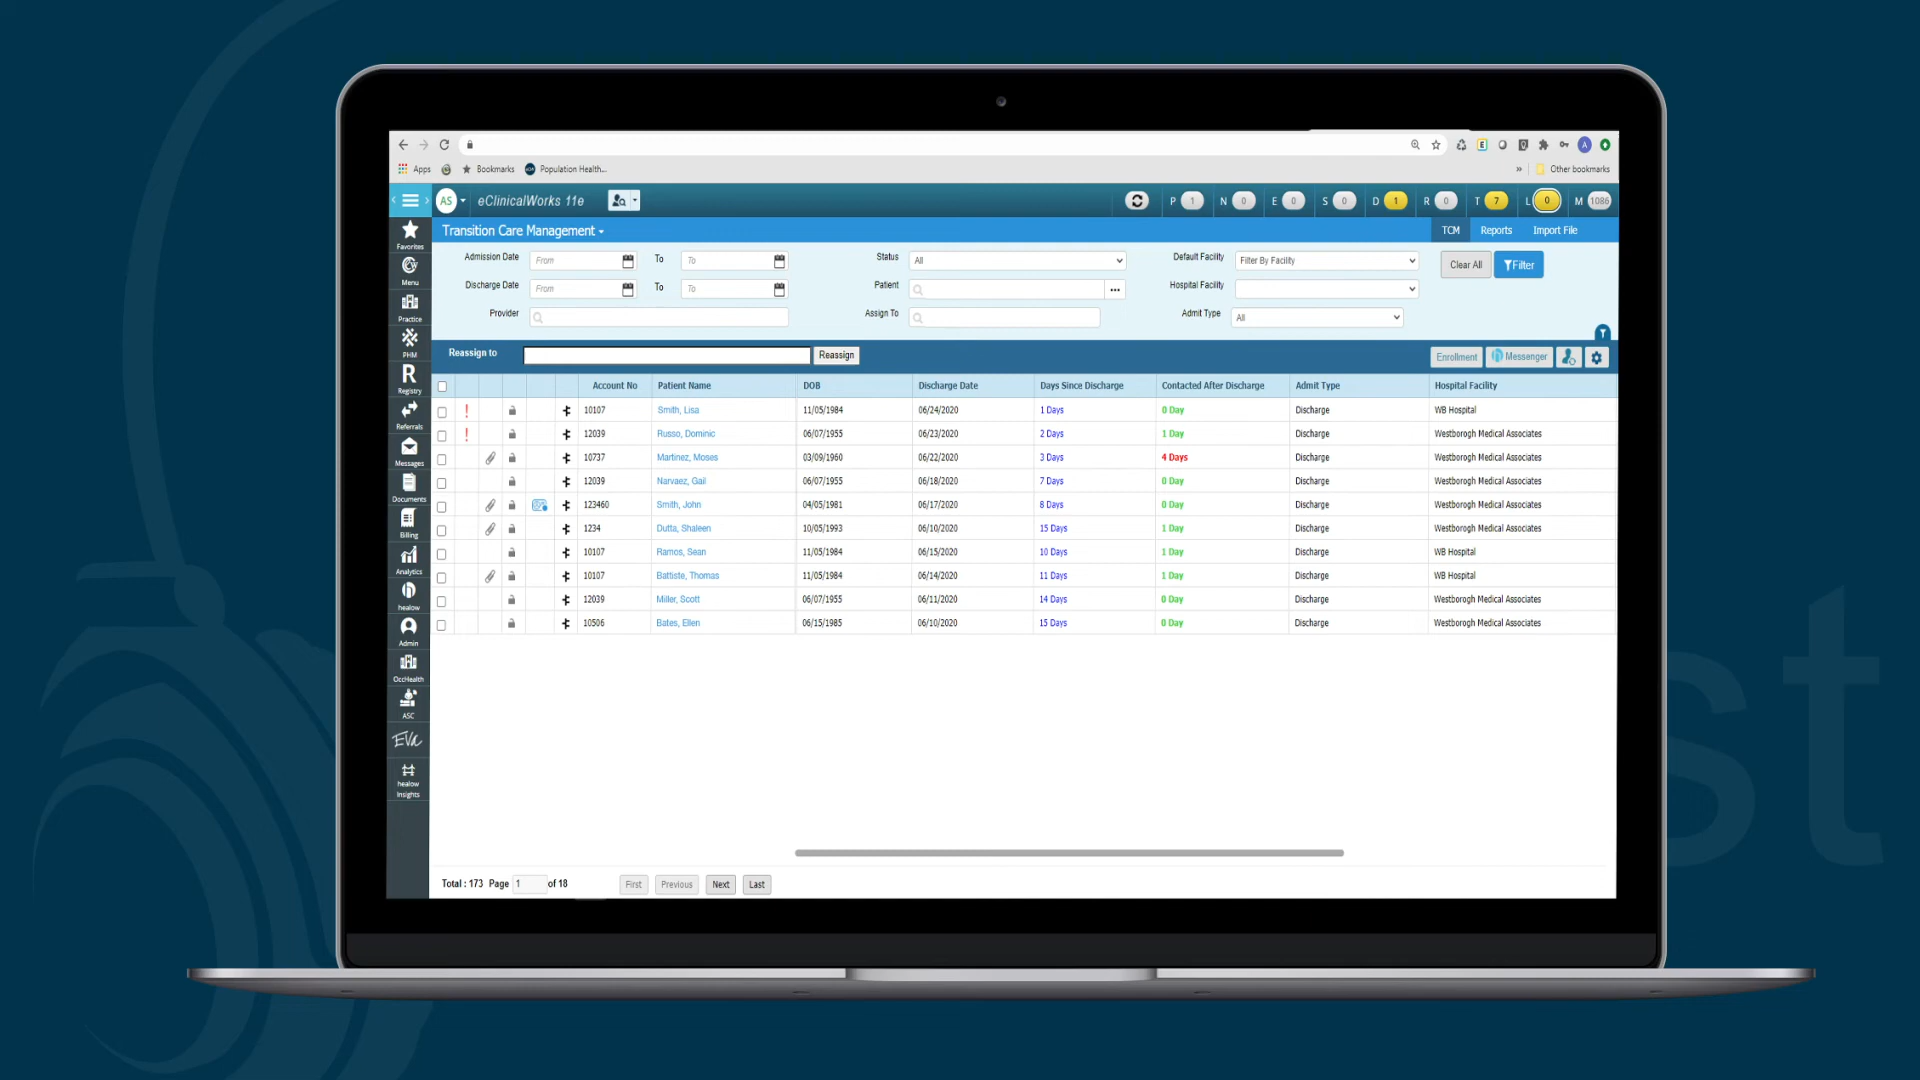 Apps Bookmarks Population Health... » Other bookmarks
AS eClinicalWorks 11e P 1 N 0 E 0 S 0 D 1 R 0 T 7 L 0 M 1086
Transition Care Management TCM Reports Import File
Admission Date From To To Status All Default Facility Filter By Facility Clear All Filter
Discharge Date From To To Patient ... Hospital Facility
Provider Assign To Admit Type All
Reassign to Reassign Enrollment Messenger
Account No Patient Name DOB Discharge Date Days Since Discharge Contacted After Discharge Admit Type Hospital Facility
! 10107 Smith, Lisa 11/05/1984 06/24/2020 1 Days 0 Day Discharge WB Hospital
! 12039 Russo, Dominic 06/07/1955 06/23/2020 2 Days 1 Day Discharge Westborogh Medical Associates
10737 Martinez, Moses 03/09/1960 06/22/2020 3 Days 4 Days Discharge Westborogh Medical Associates
12039 Narvaez, Gail 06/07/1955 06/18/2020 7 Days 0 Day Discharge Westborogh Medical Associates
123460 Smith, John 04/05/1981 06/17/2020 8 Days 0 Day Discharge Westborogh Medical Associates
1234 Dutta, Shaleen 10/05/1993 06/10/2020 15 Days 1 Day Discharge Westborogh Medical Associates
10107 Ramos, Sean 11/05/1984 06/15/2020 10 Days 1 Day Discharge WB Hospital
10107 Battiste, Thomas 11/05/1984 06/14/2020 11 Days 1 Day Discharge WB Hospital
12039 Miller, Scott 06/07/1955 06/11/2020 14 Days 0 Day Discharge Westborogh Medical Associates
10506 Bates, Ellen 06/15/1985 06/10/2020 15 Days 0 Day Discharge Westborogh Medical Associates
Favorites
Menu
Practice
PHM
R
Registry
Referrals
Messages
Documents
Billing
Analytics
healow
Admin
OccHealth
ASC
EVA
healow
Insights
Total : 173 Page 1 of 18 First Previous Next Last
st